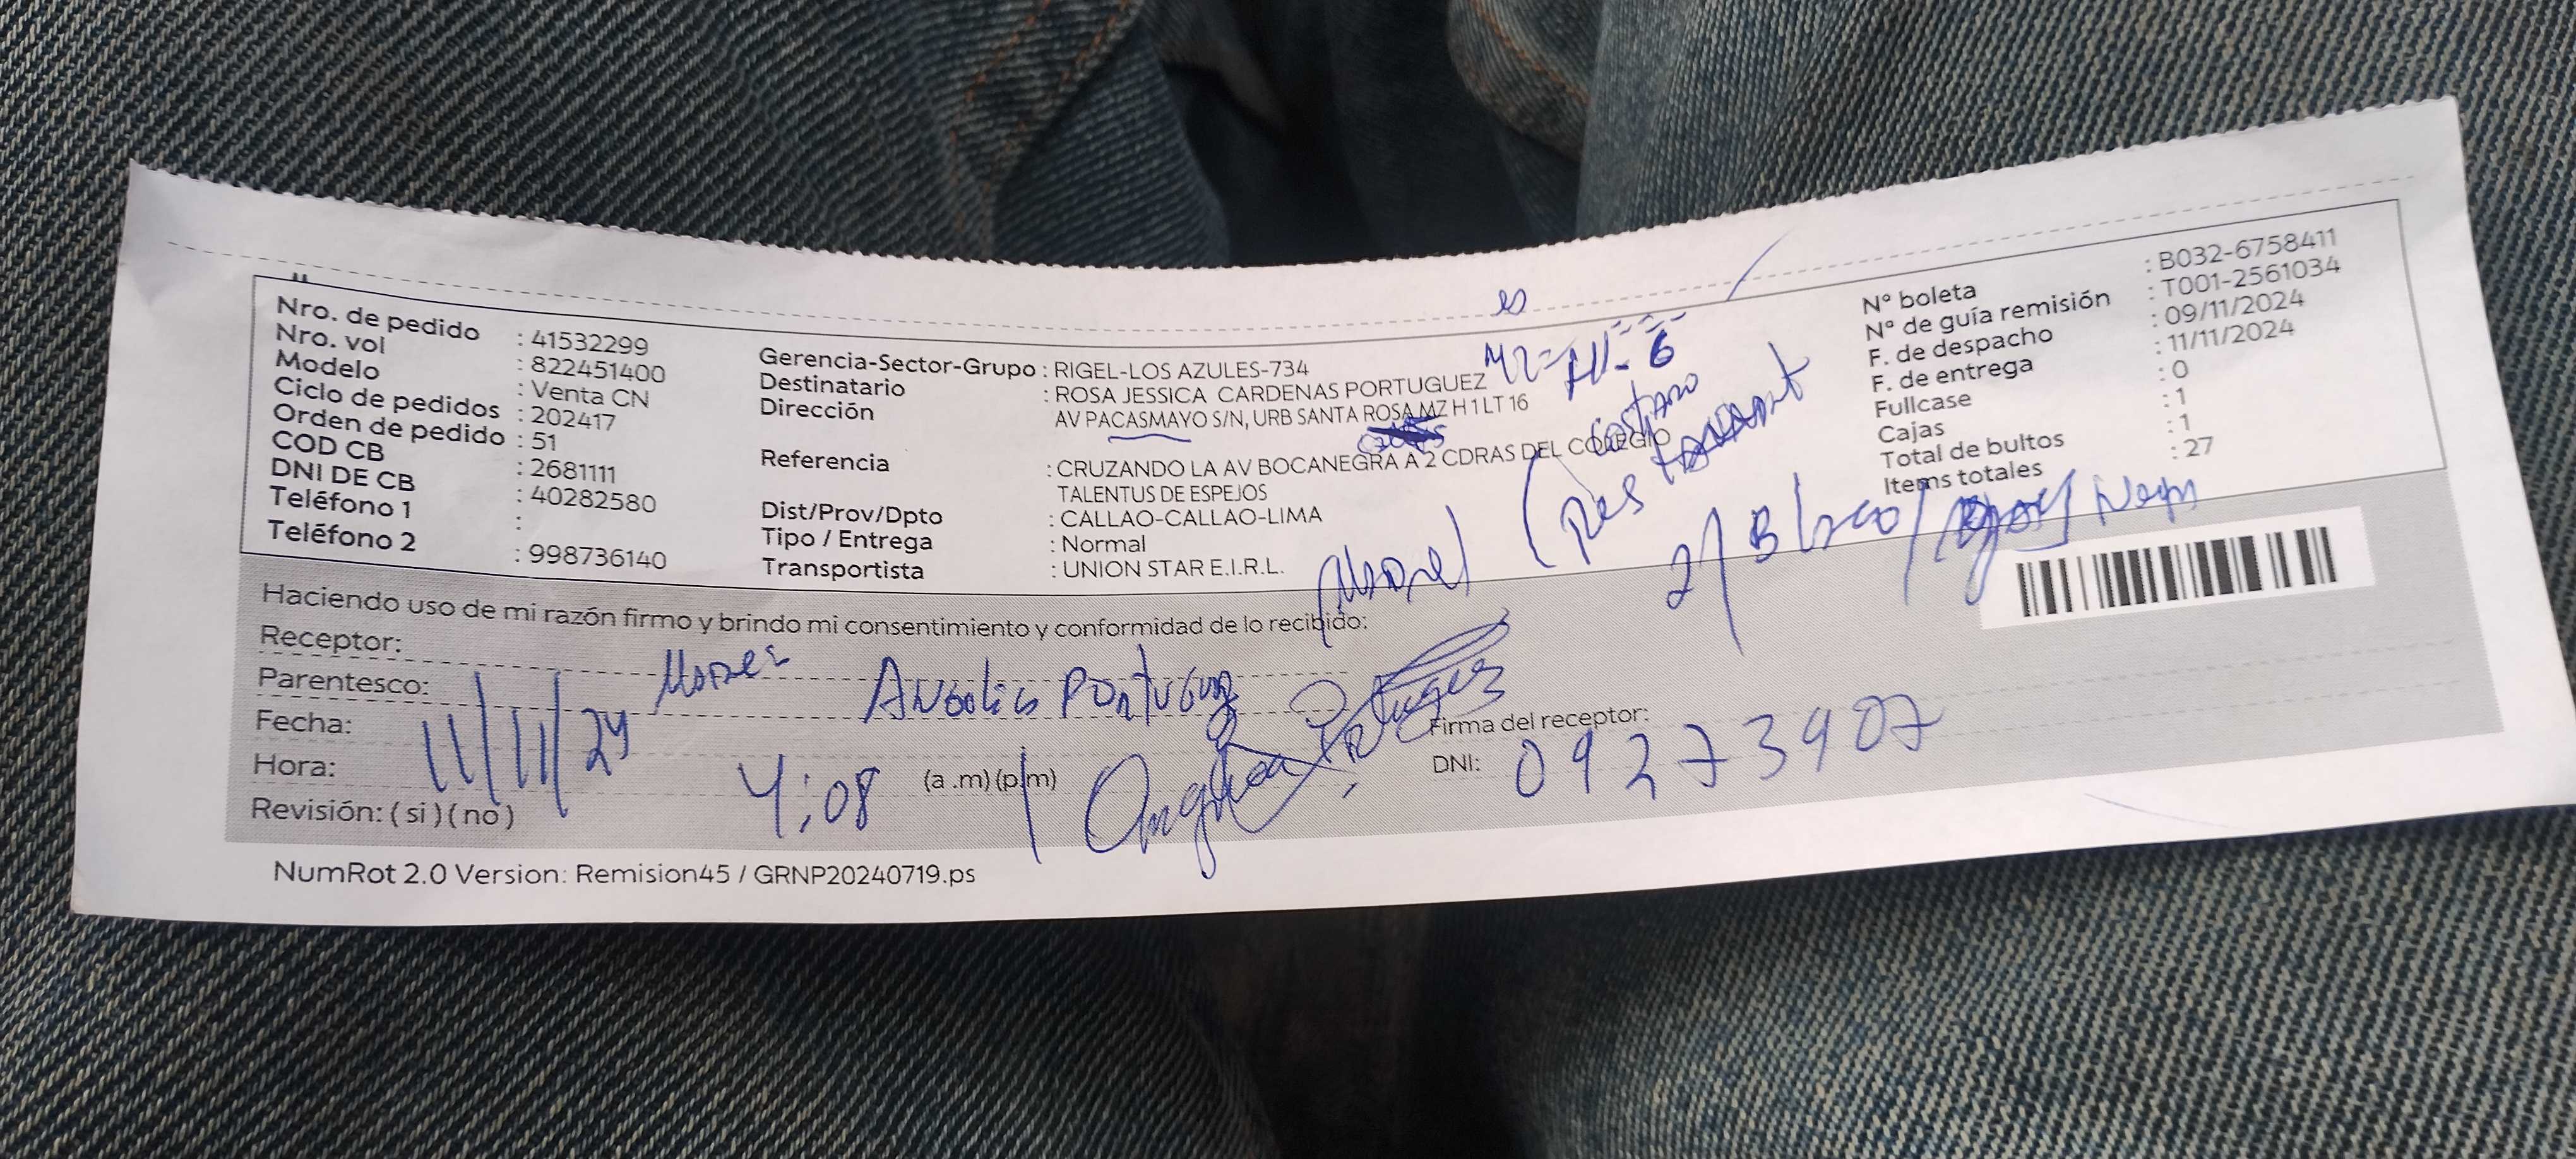 Nro. de pedido : 41532299
Nro. vol : 822451400
Modelo : Venta CN
Ciclo de pedidos : 202417
Orden de pedido : 51
COD CB : 2681111
DNI DE CB : 40282580
Teléfono 1 :
Teléfono 2 : 998736140
Gerencia-Sector-Grupo : RIGEL-LOS AZULES-734
Destinatario : ROSA JESSICA CARDENAS PORTUGUEZ
Dirección AV PACASMAYO S/N, URB SANTA ROSA MZ H 1 LT 16
Referencia : CRUZANDO LA AV BOCANEGRA A 2 CDRAS DEL COLEGIO
TALENTUS DE ESPEJOS
Dist/Prov/Dpto : CALLAO-CALLAO-LIMA
Tipo / Entrega : Normal
Transportista : UNION STAR E.I.R.L.
N° boleta : B032-6758411
N° de guía remisión : T001-2561034
F. de despacho : 09/11/2024
F. de entrega : 11/11/2024
Fullcase : 0
Cajas : 1
Total de bultos : 1
Items totales : 27
es
Restaurant
2/Blanco/
Haciendo uso de mi razón firmo y brindo mi consentimiento y conformidad de lo recibido:
Receptor:
Parentesco:
Portuguez
Fecha: 11/11/24
Hora: 4:08 (a .m) (p.m)
Revisión: ( si ) ( no )
Firma del receptor:
DNI: 09273907
NumRot 2.0 Version: Remision45 / GRNP20240719.ps